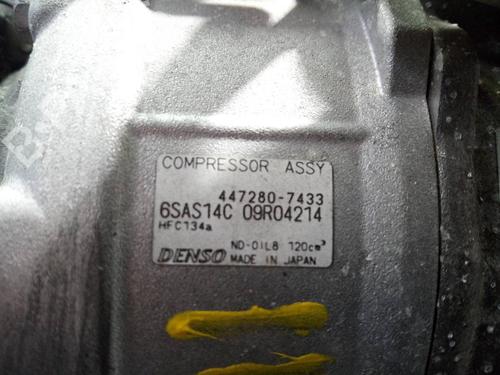 COMPRESSOR ASSY
447280-7433
6SAS14C 09R04214
HFC134a
ND-OIL8 120cm³
DENSO MADE IN JAPAN